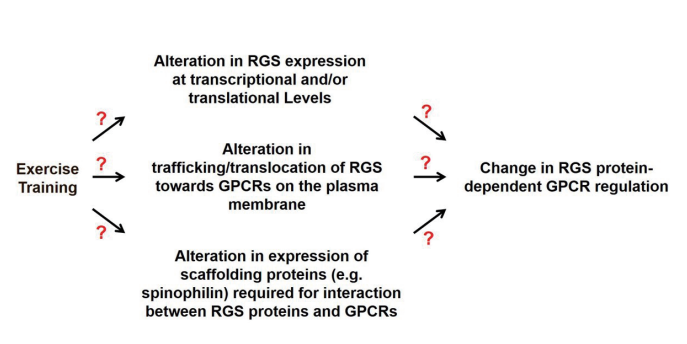 Alteration in RGS expression
at transcriptional and/or
translational Levels
?
?
Alteration in
trafficking/translocation of RGS
towards GPCRs on the plasma
membrane
?
?
Exercise
Training
Change in RGS protein-
dependent GPCR regulation
?
?
Alteration in expression of
scaffolding proteins (e.g.
spinophilin) required for interaction
between RGS proteins and GPCRs